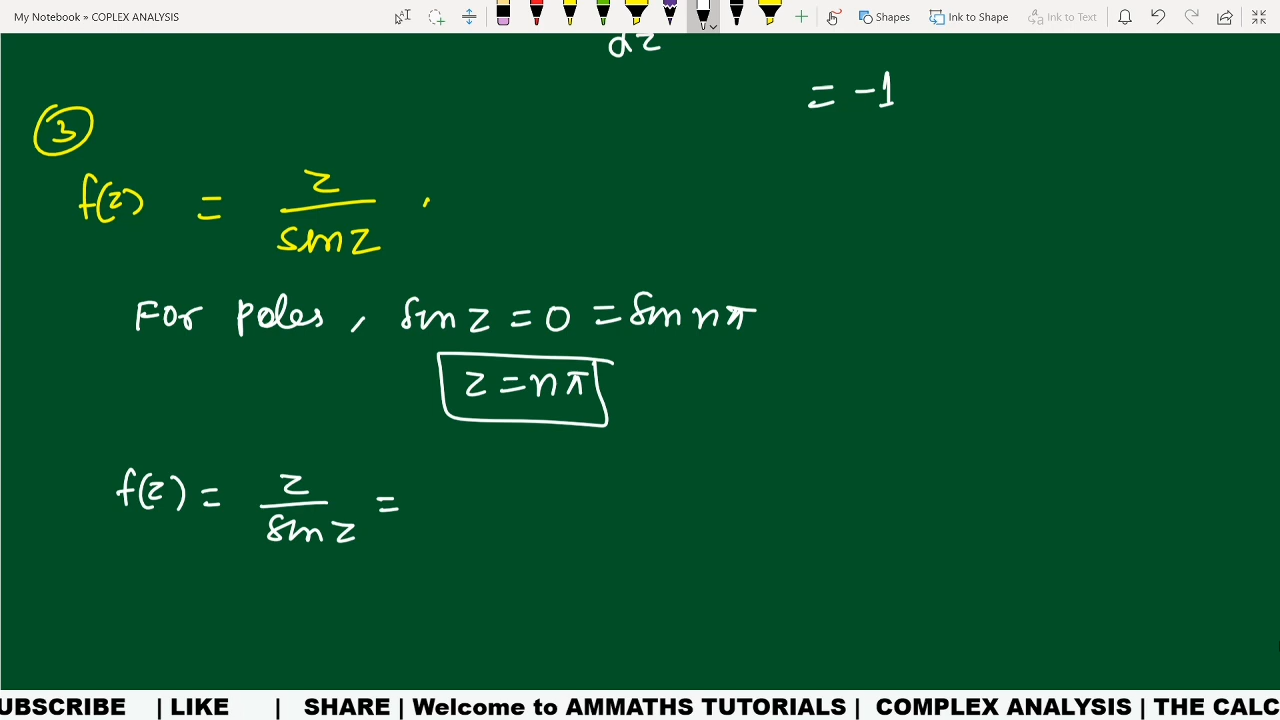 My Notebook » COPLEX ANALYSIS
Shapes
Ink to Shape
Ink to Text
dz
= -1
3
f(z) = z / sin z .
For poles, sin z = 0 = sin nπ
z = nπ
f(z) = z / sin z =
UBSCRIBE | LIKE | SHARE | Welcome to AMMATHS TUTORIALS | COMPLEX ANALYSIS | THE CALC